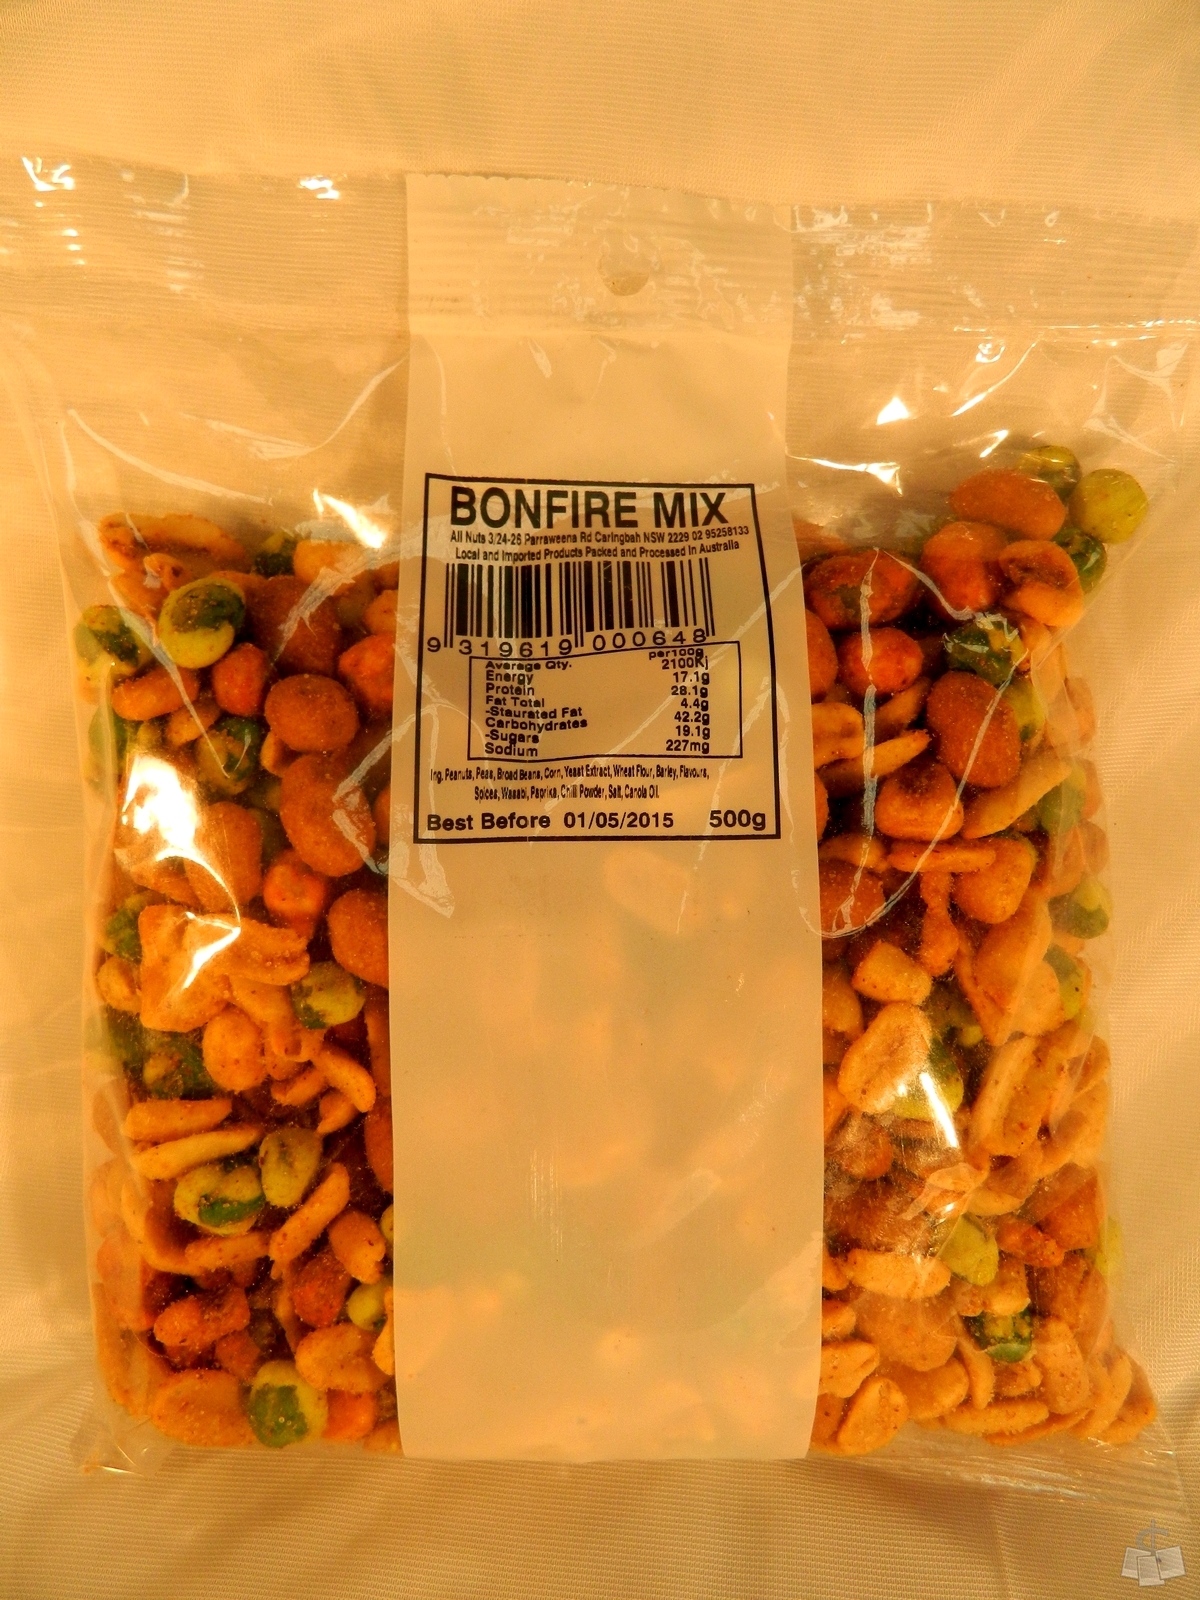 BONFIRE MIX
All Nuts 3/24-26 Parraweena Rd Caringbah NSW 2229 02 95258133
Local and Imported Products Packed and Processed In Australia
9 319619 000648
Average Qty. per100g
Energy 2100Kj
Protein 17.1g
Fat Total 28.1g
-Staurated Fat 4.4g
Carbohydrates 42.2g
-Sugars 19.1g
Sodium 227mg
Ing. Peanuts, Peas, Broad Beans, Corn, Yeast Extract, Wheat Flour, Barley, Flavours,
Spices, Wasabi, Paprika, Chilli Powder, Salt, Canola Oil.
Best Before 01/05/2015 500g